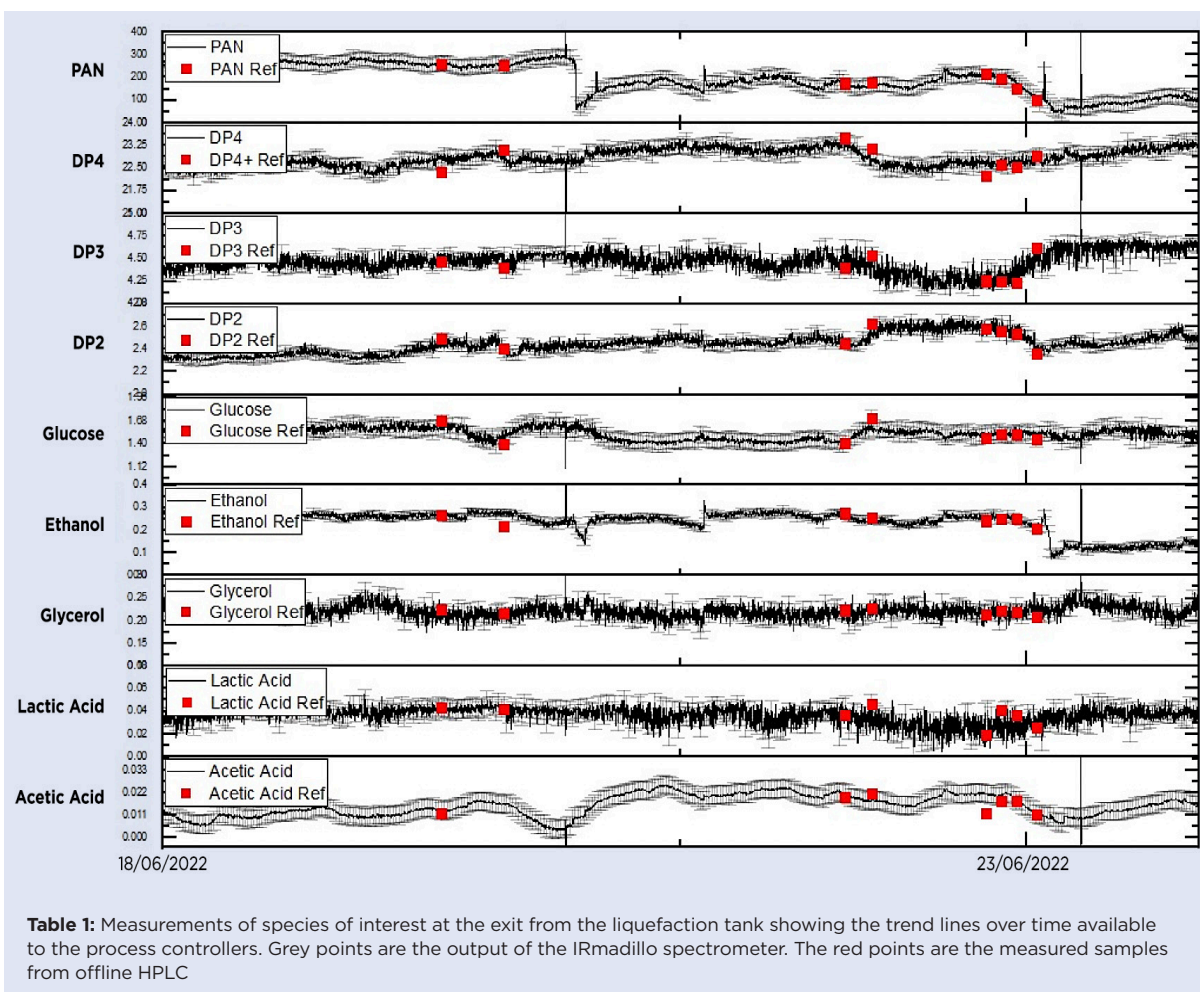 PAN
400
300
200
100
PAN
PAN Ref
DP4
24.00
23.25
22.50
21.75
DP4
DP4+ Ref
DP3
4.75
4.50
4.25
DP3
DP3 Ref
DP2
2.6
2.4
2.2
DP2
DP2 Ref
Glucose
1.68
1.40
1.12
Glucose
Glucose Ref
Ethanol
0.4
0.3
0.2
0.1
Ethanol
Ethanol Ref
Glycerol
0.25
0.20
0.15
Glycerol
Glycerol Ref
Lactic Acid
0.06
0.04
0.02
0.00
Lactic Acid
Lactic Acid Ref
Acetic Acid
0.033
0.022
0.011
0.000
Acetic Acid
Acetic Acid Ref
18/06/2022 23/06/2022
Table 1: Measurements of species of interest at the exit from the liquefaction tank showing the trend lines over time available
to the process controllers. Grey points are the output of the IRmadillo spectrometer. The red points are the measured samples
from offline HPLC